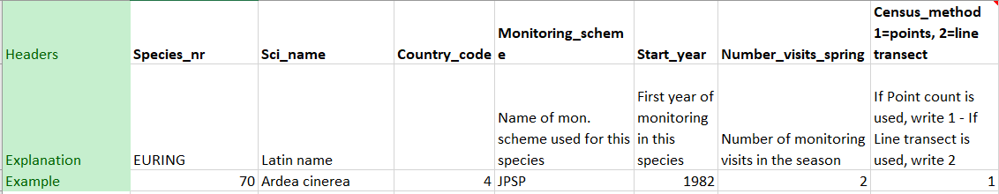 Headers Species_nr Sci_name Country_code Monitoring_scheme Start_year Number_visits_spring Census_method 1=points, 2=line transect
Explanation EURING Latin name Name of mon. scheme used for this species First year of monitoring in this species Number of monitoring visits in the season If Point count is used, write 1 - If Line transect is used, write 2
Example 70 Ardea cinerea 4 JPSP 1982 2 1